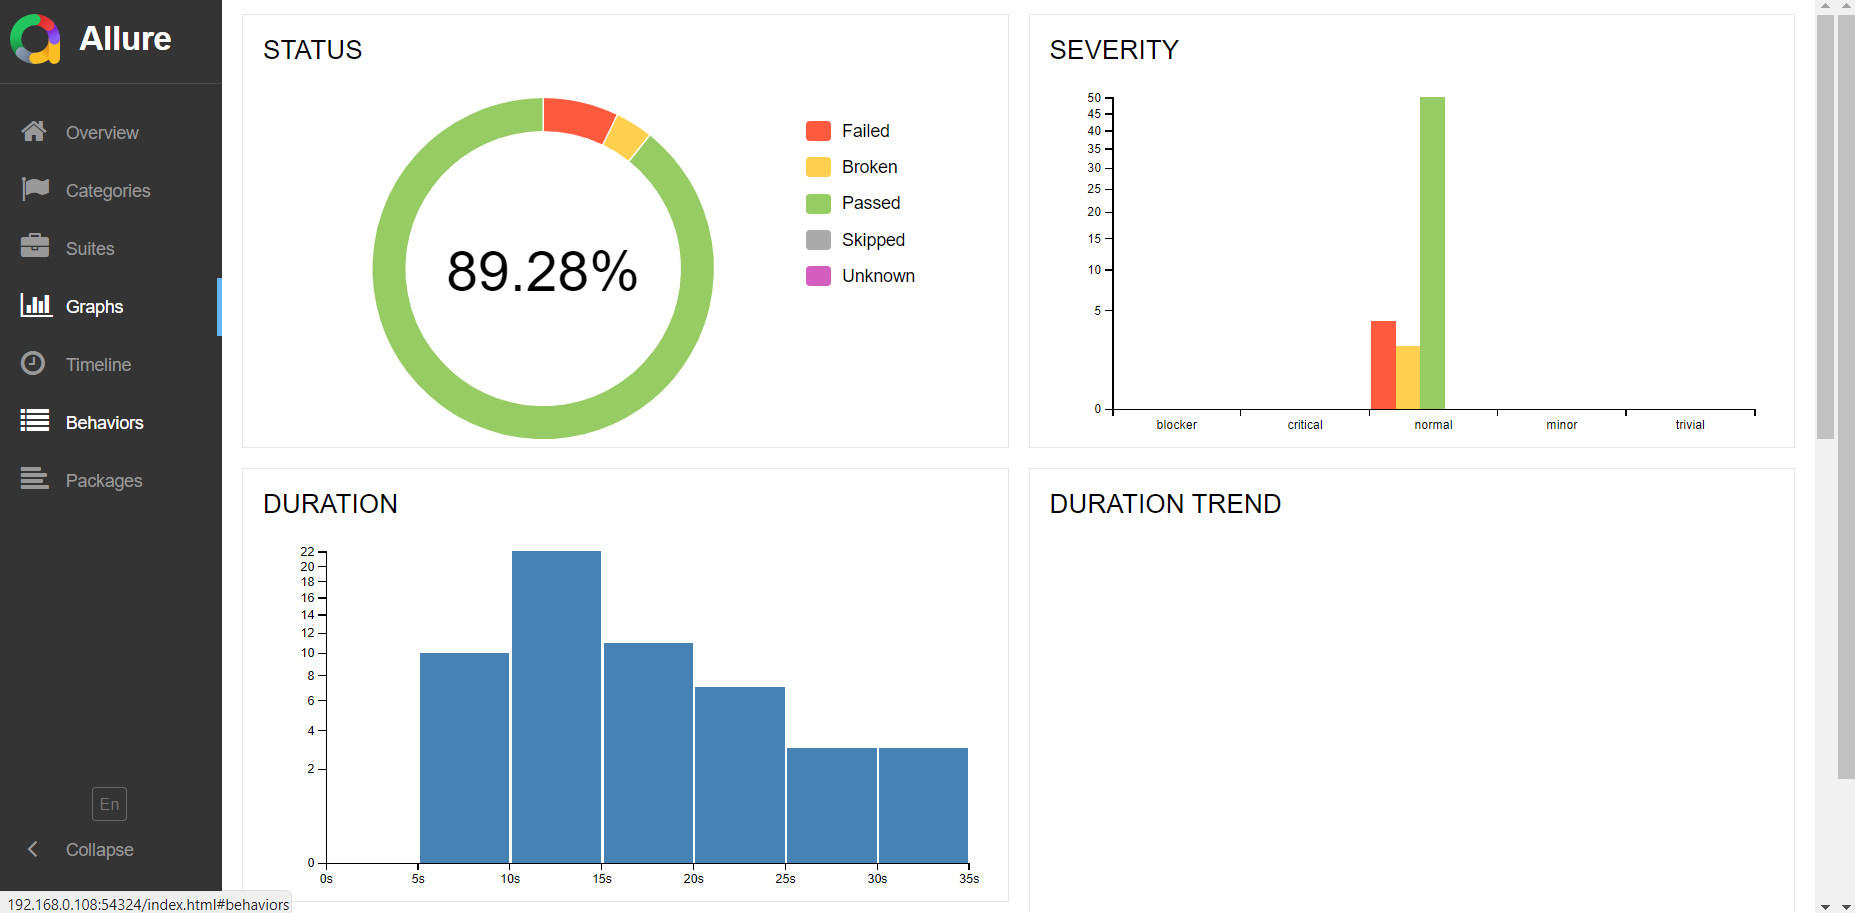 Allure
Overview
Categories
Suites
Graphs
Timeline
Behaviors
Packages
En
Collapse
192.168.0.108:54324/index.html#behaviors
STATUS
89.28%
Failed
Broken
Passed
Skipped
Unknown
SEVERITY
50
45
40
35
30
25
20
15
10
5
0
blocker critical normal minor trivial
DURATION
22
20
18
16
14
12
10
8
6
4
2
0
0s 5s 10s 15s 20s 25s 30s 35s
DURATION TREND